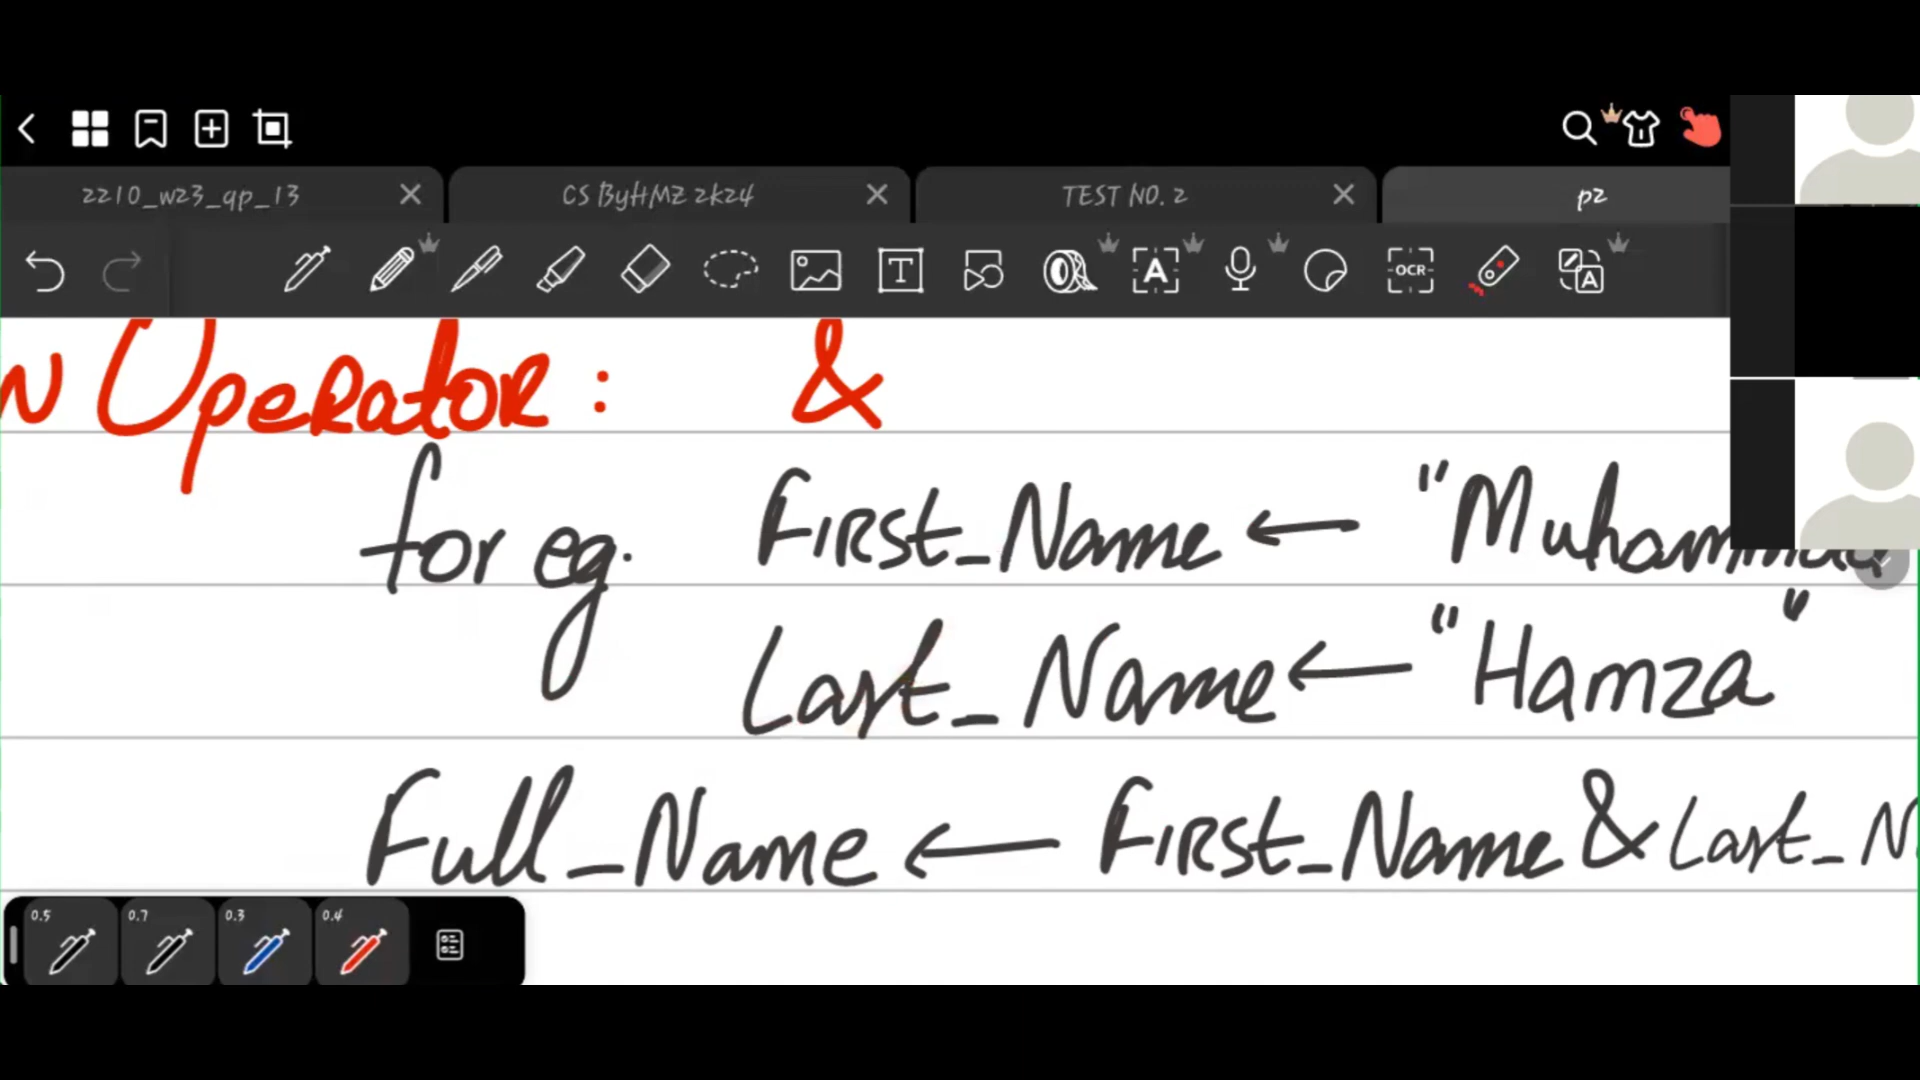 2210_w23_qp_13 CS ByHMZ 2k24 TEST NO. 2 p2
T A OCR A
N Operator : &
for eg. First_Name ← "Muhammad
Last_Name ← "Hamza"
Full_Name ← First_Name & Last_N
0.5 0.7 0.3 0.4